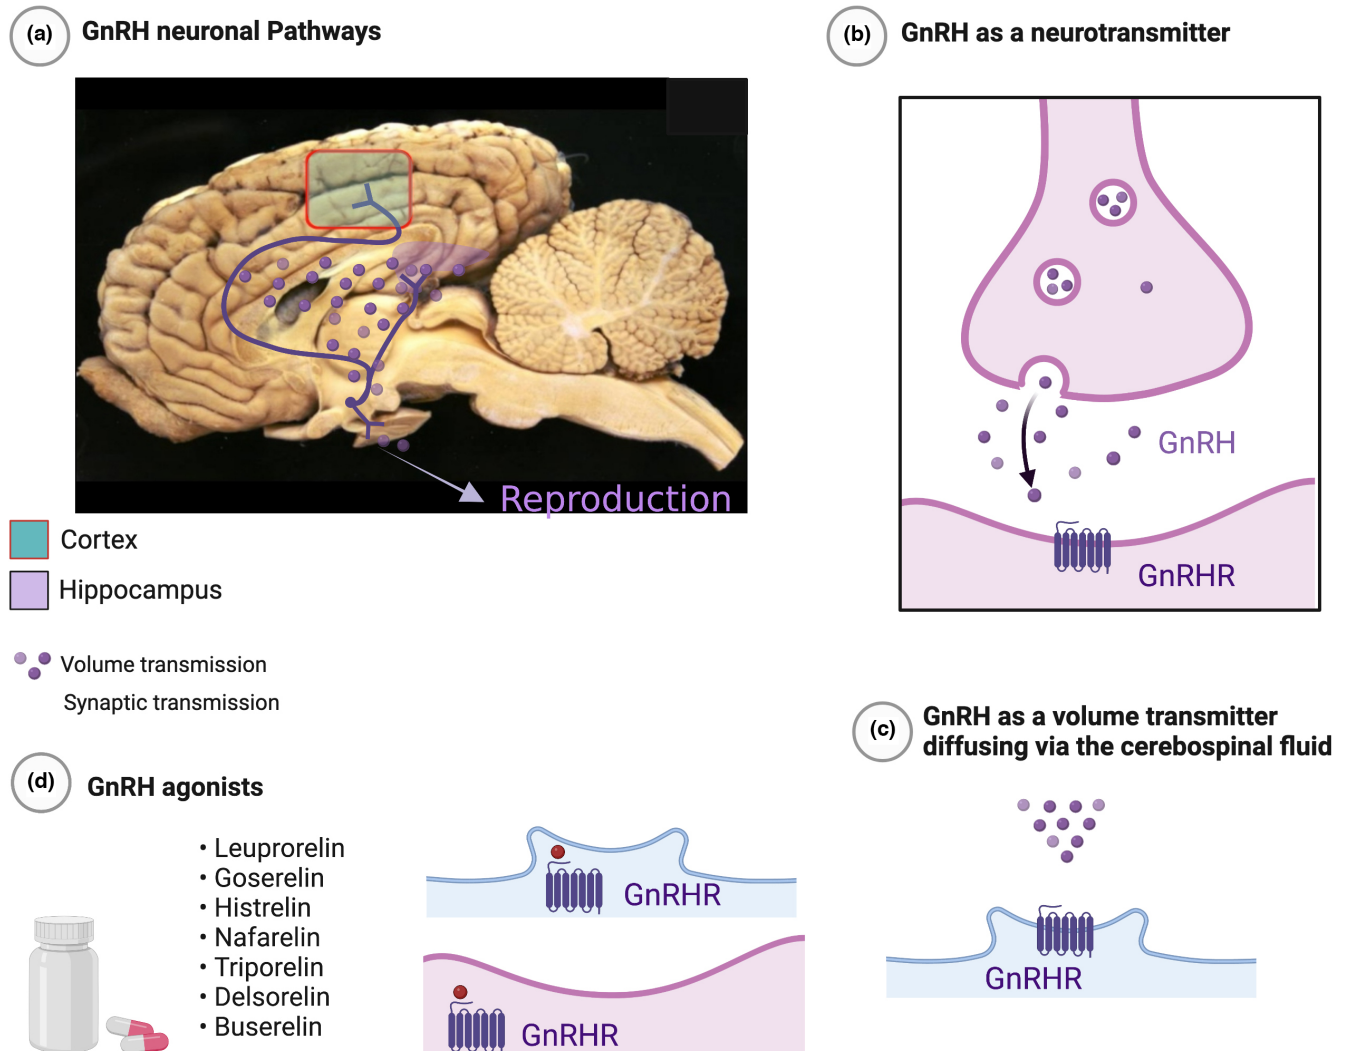 (a) GnRH neuronal Pathways
Reproduction
Cortex
Hippocampus
Volume transmission
Synaptic transmission
(b) GnRH as a neurotransmitter
GnRH
GnRHR
(c) GnRH as a volume transmitter
diffusing via the cerebospinal fluid
GnRHR
(d) GnRH agonists
• Leuprorelin
• Goserelin
• Histrelin
• Nafarelin
• Triporelin
• Delsorelin
• Buserelin
GnRHR
GnRHR